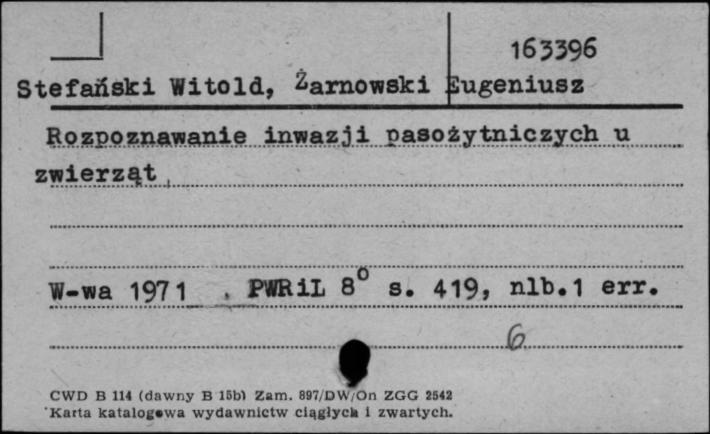 163396
Stefański Witold, Żarnowski Eugeniusz
Rozpoznawanie inwazji pasożytniczych u
zwierząt
W-wa 1971 . PWRiL 8° s. 419, nlb.1 err.
6
CWD B 114 (dawny B 15b) Zam. 897/DW/On ZGG 2542
Karta katalogowa wydawnictw ciągłych i zwartych.